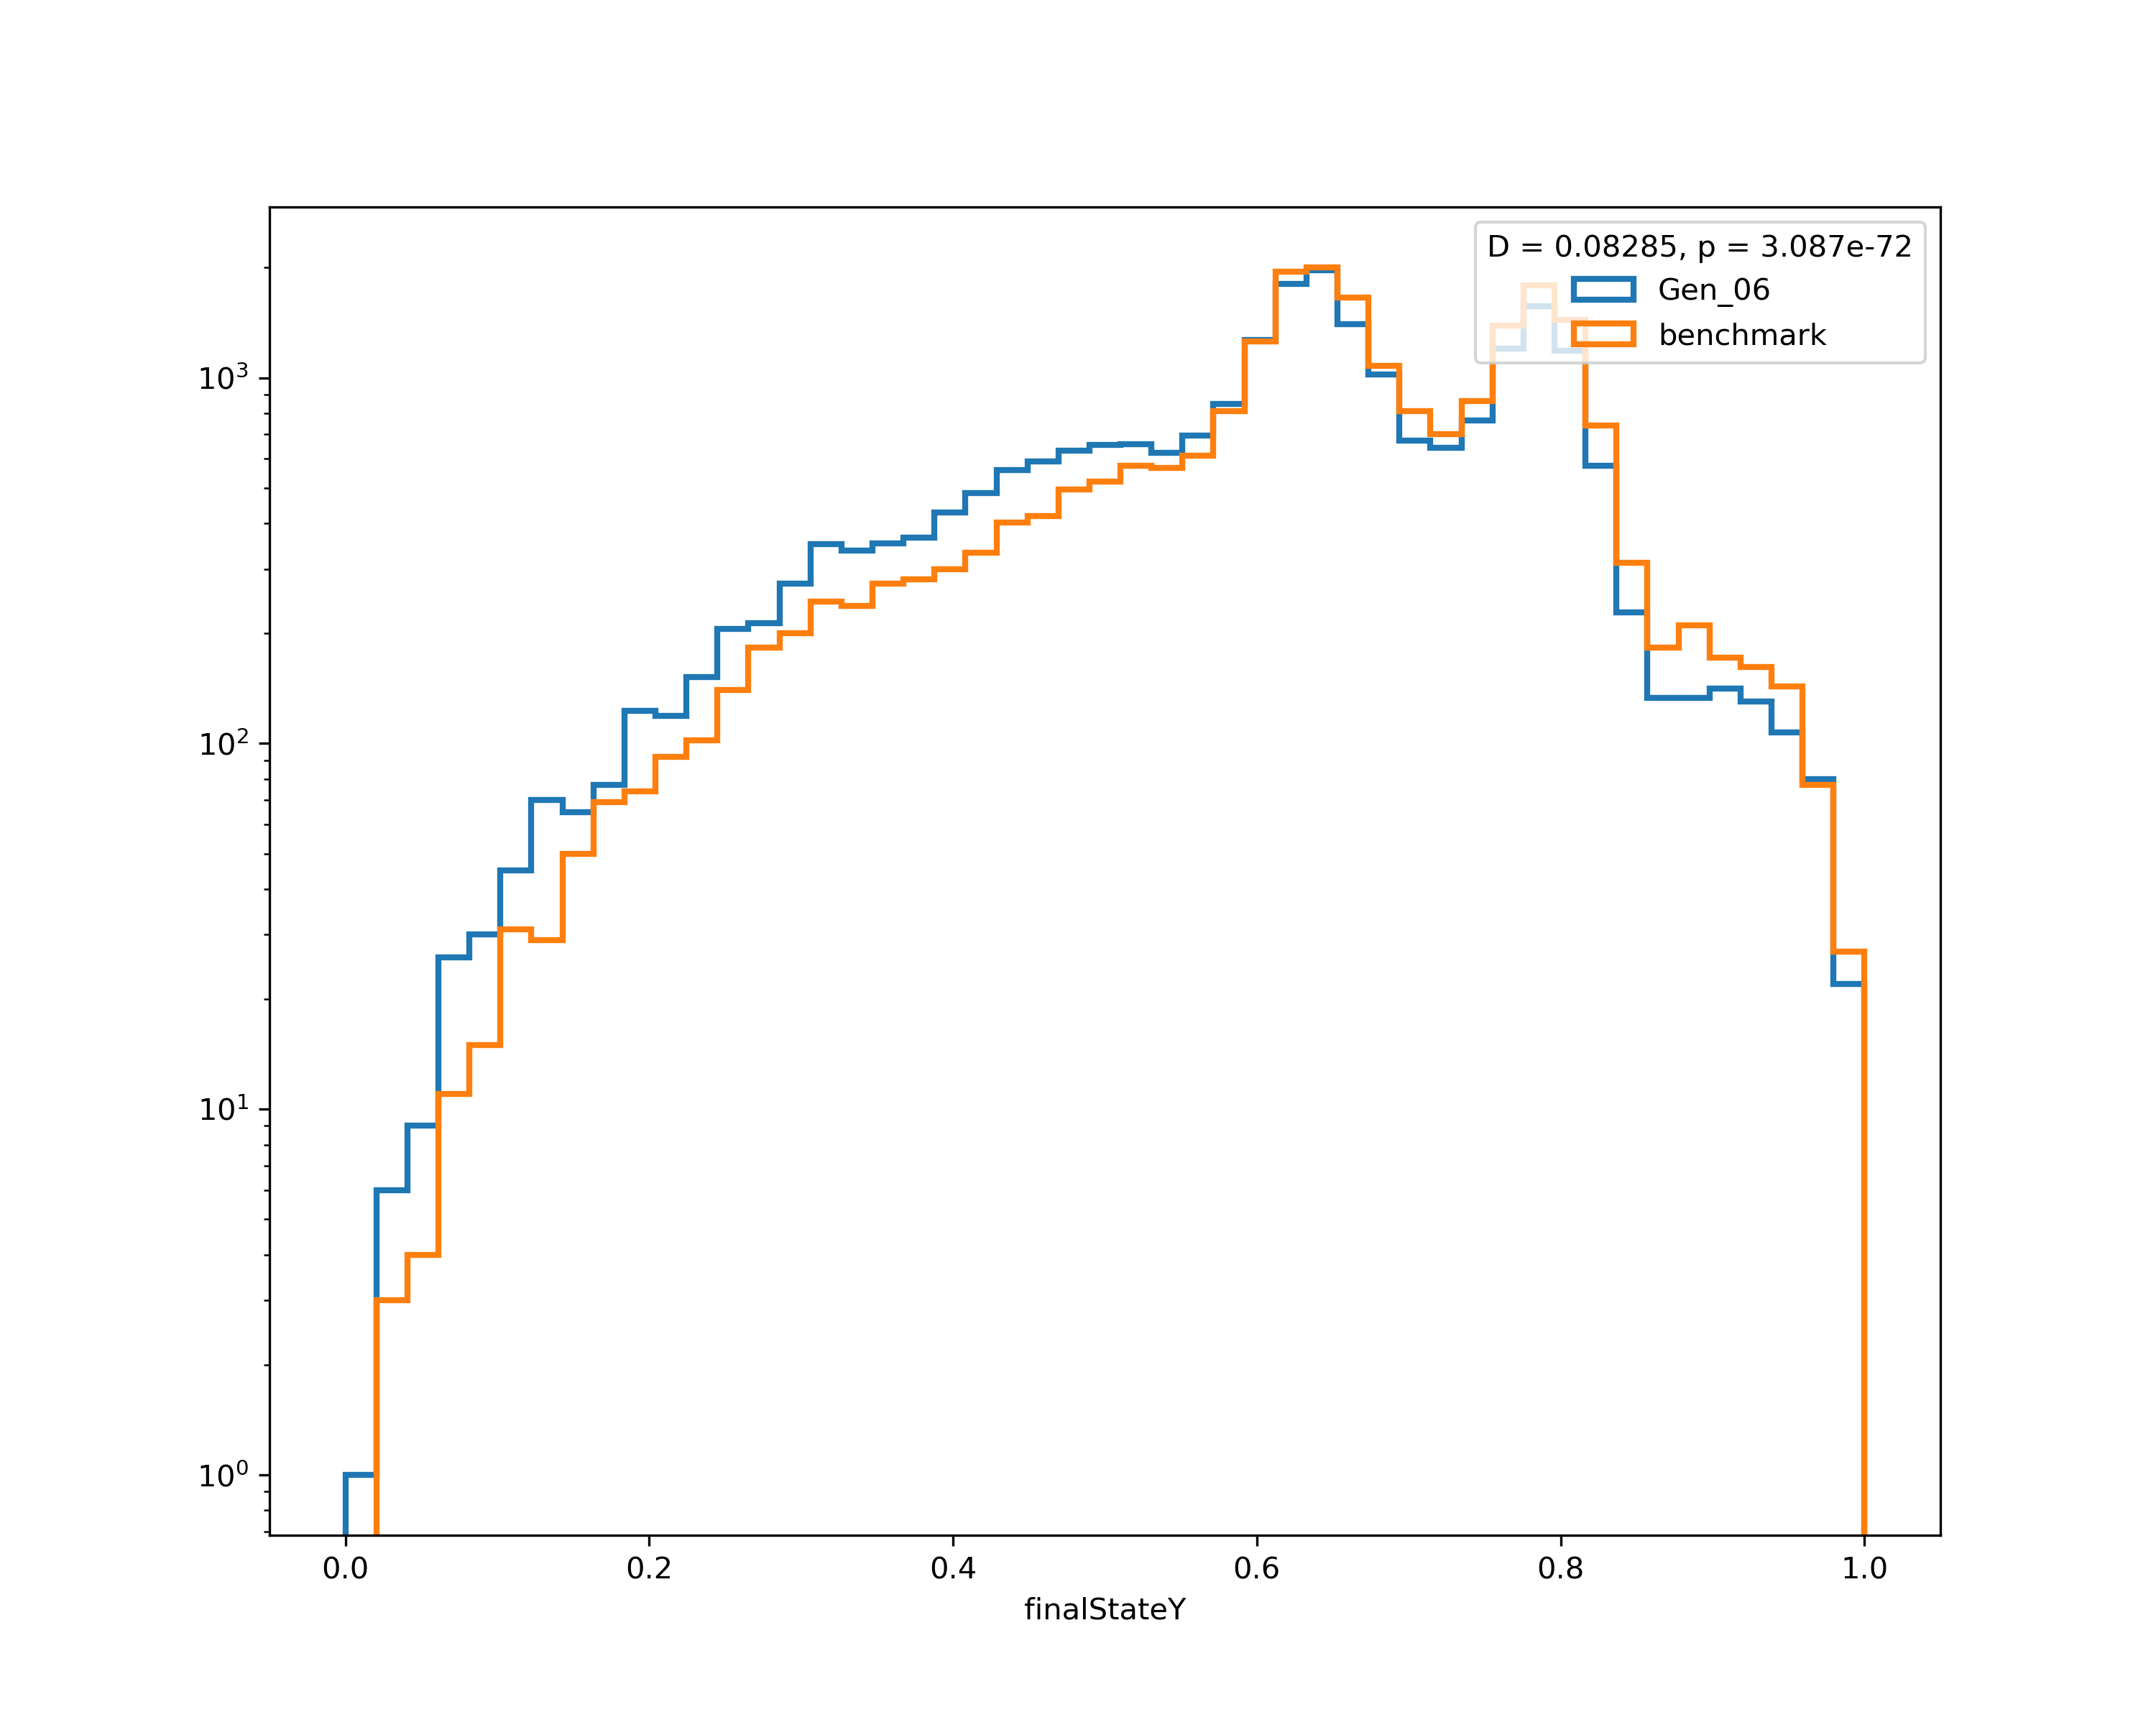 D = 0.08285, p = 3.087e-72
Gen_06
benchmark
10³
10²
10¹
10⁰
0.0 0.2 0.4 0.6 0.8 1.0
finalStateY